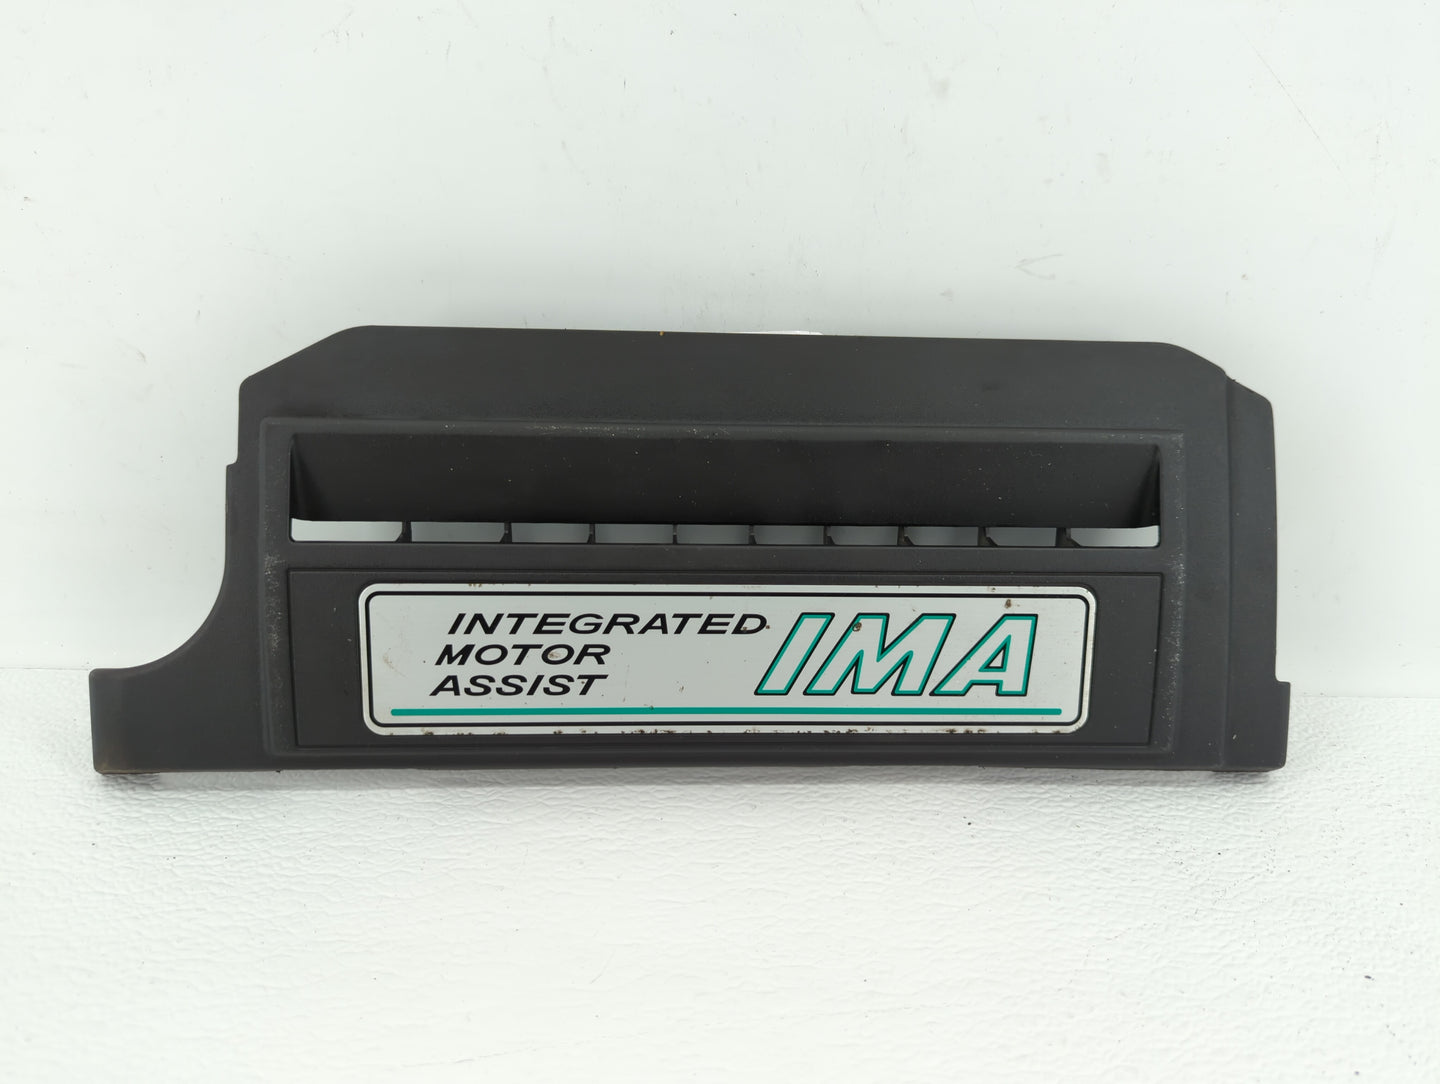 INTEGRATED
MOTOR
ASSIST
IMA